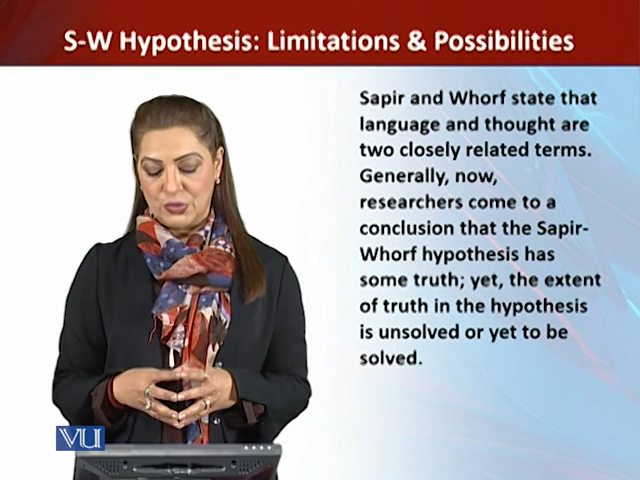 S-W Hypothesis: Limitations & Possibilities
Sapir and Whorf state that
language and thought are
two closely related terms.
Generally, now,
researchers come to a
conclusion that the Sapir-
Whorf hypothesis has
some truth; yet, the extent
of truth in the hypothesis
is unsolved or yet to be
solved.
VU